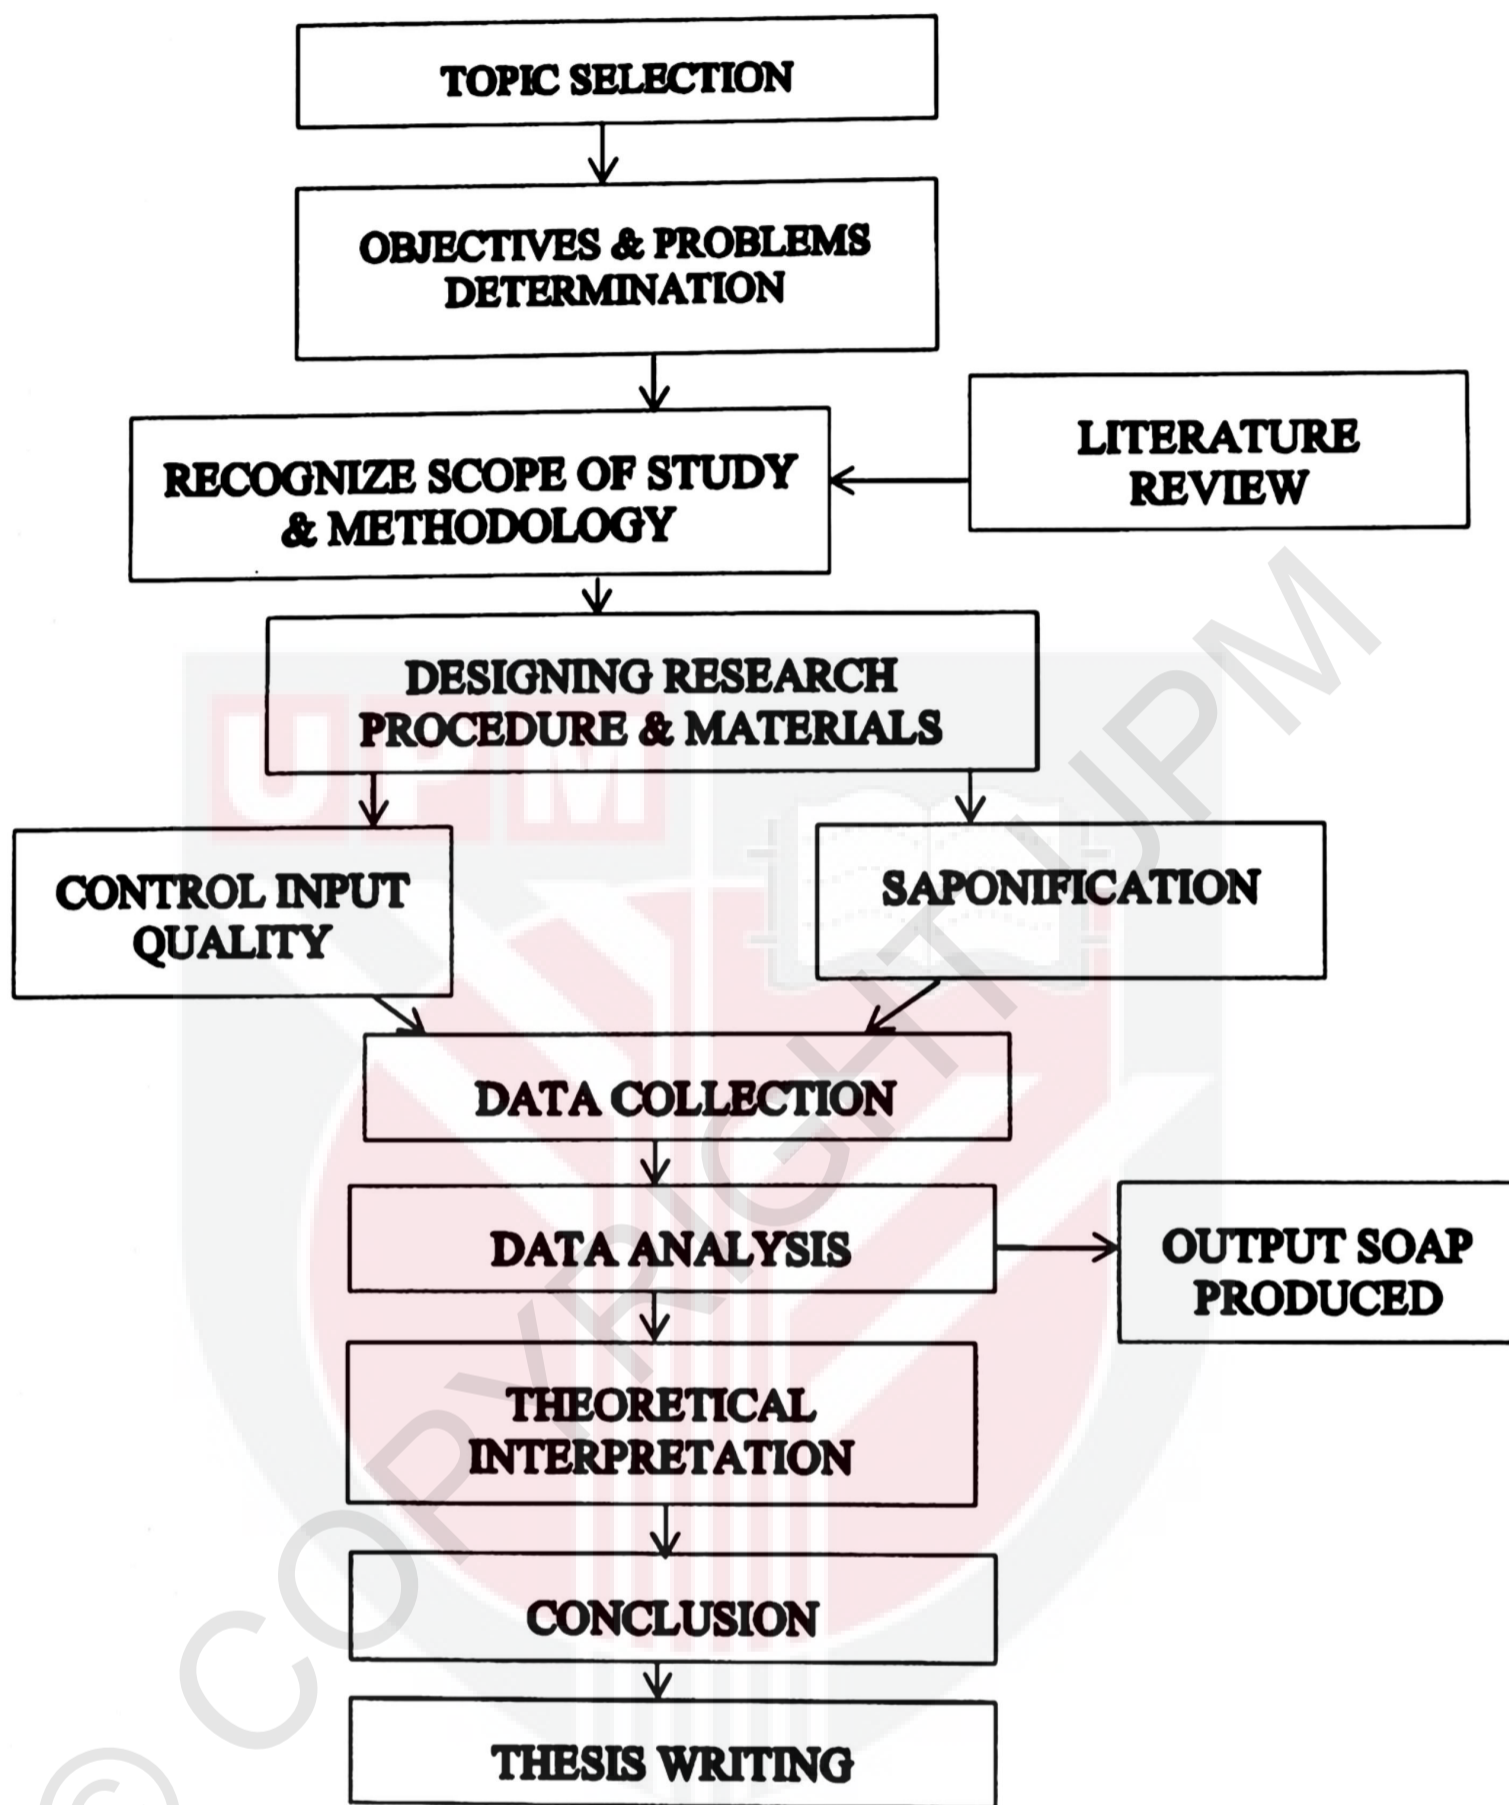 TOPIC SELECTION
OBJECTIVES & PROBLEMS
DETERMINATION
RECOGNIZE SCOPE OF STUDY
& METHODOLOGY
LITERATURE
REVIEW
DESIGNING RESEARCH
PROCEDURE & MATERIALS
UPM
CONTROL INPUT
QUALITY
SAPONIFICATION
DATA COLLECTION
DATA ANALYSIS
OUTPUT SOAP
PRODUCED
THEORETICAL
INTERPRETATION
CONCLUSION
THESIS WRITING
© COPYRIGHT UPM